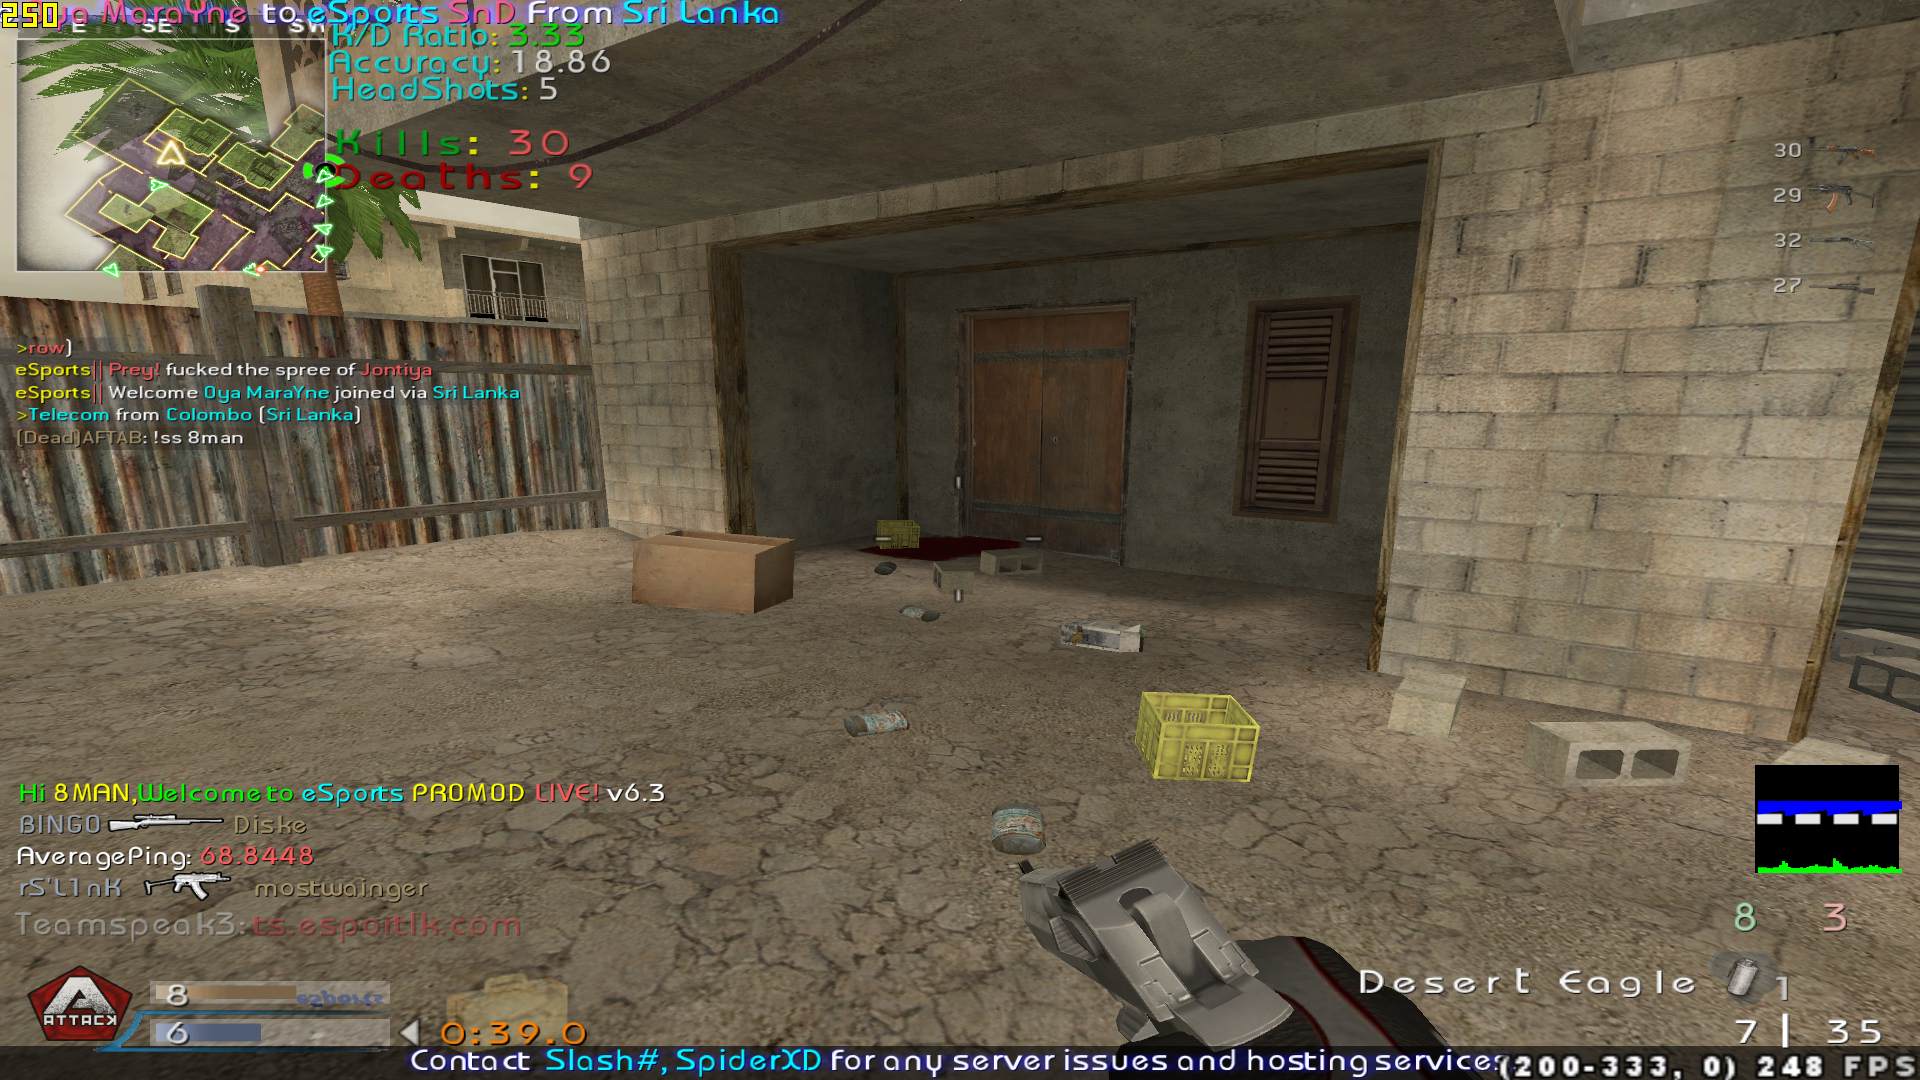 250
ya MaraYne to eSports SnD From Sri Lanka
E SE S SW
K/D Ratio: 3.33
Accuracy: 18.86
HeadShots: 5
Kills: 30
Deaths: 9
30
29
32
27
>row)
eSports|| Prey! fucked the spree of Jontiya
eSports|| Welcome Oya MaraYne joined via Sri Lanka
>Telecom from Colombo (Sri Lanka)
(Dead)AFTAB: !ss 8man
Hi 8MAN,Welcome to eSports PROMOD LIVE! v6.3
BINGO Diske
AveragePing: 68.8448
rS'L1nK mostwainger
Teamspeak3: ts.espoitlk.com
8 3
ATTACK
8
6
0:39.0
Desert Eagle 1
7 | 35
Contact Slash#, SpiderXD for any server issues and hosting services
(200-333, 0) 248 FPS